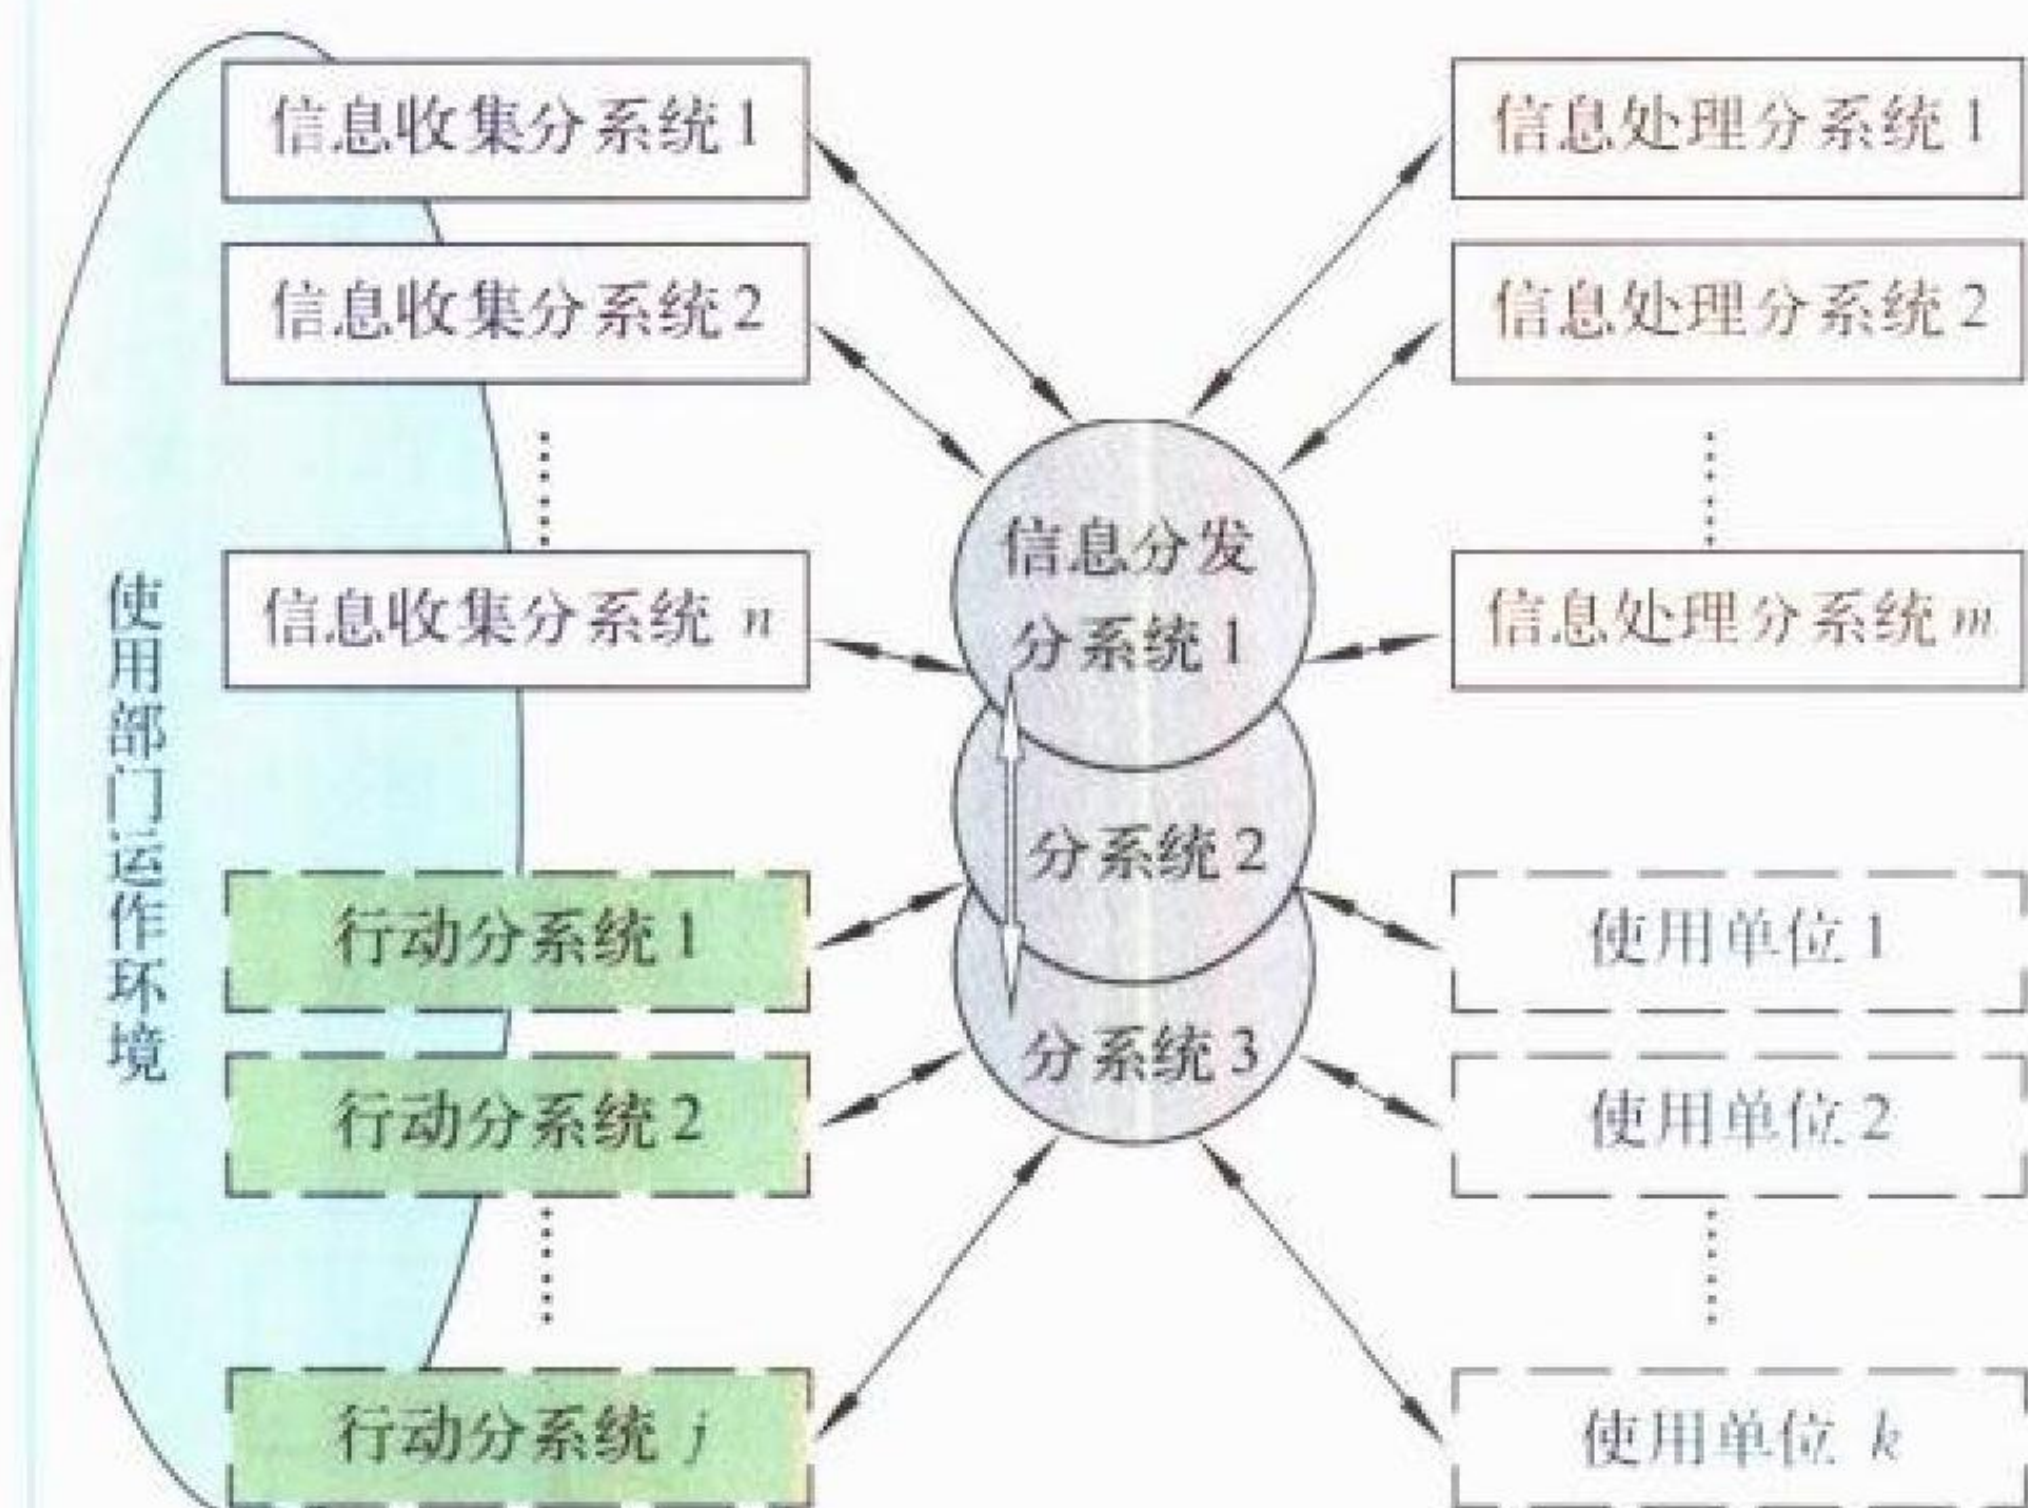 信息收集分系统1
信息处理分系统1
信息收集分系统2
信息处理分系统2
信息收集分系统 n
信息处理分系统 m
信息分发
分系统1
分系统2
分系统3
使用部门运作环境
行动分系统1
使用单位1
行动分系统2
使用单位2
行动分系统 j
使用单位 k